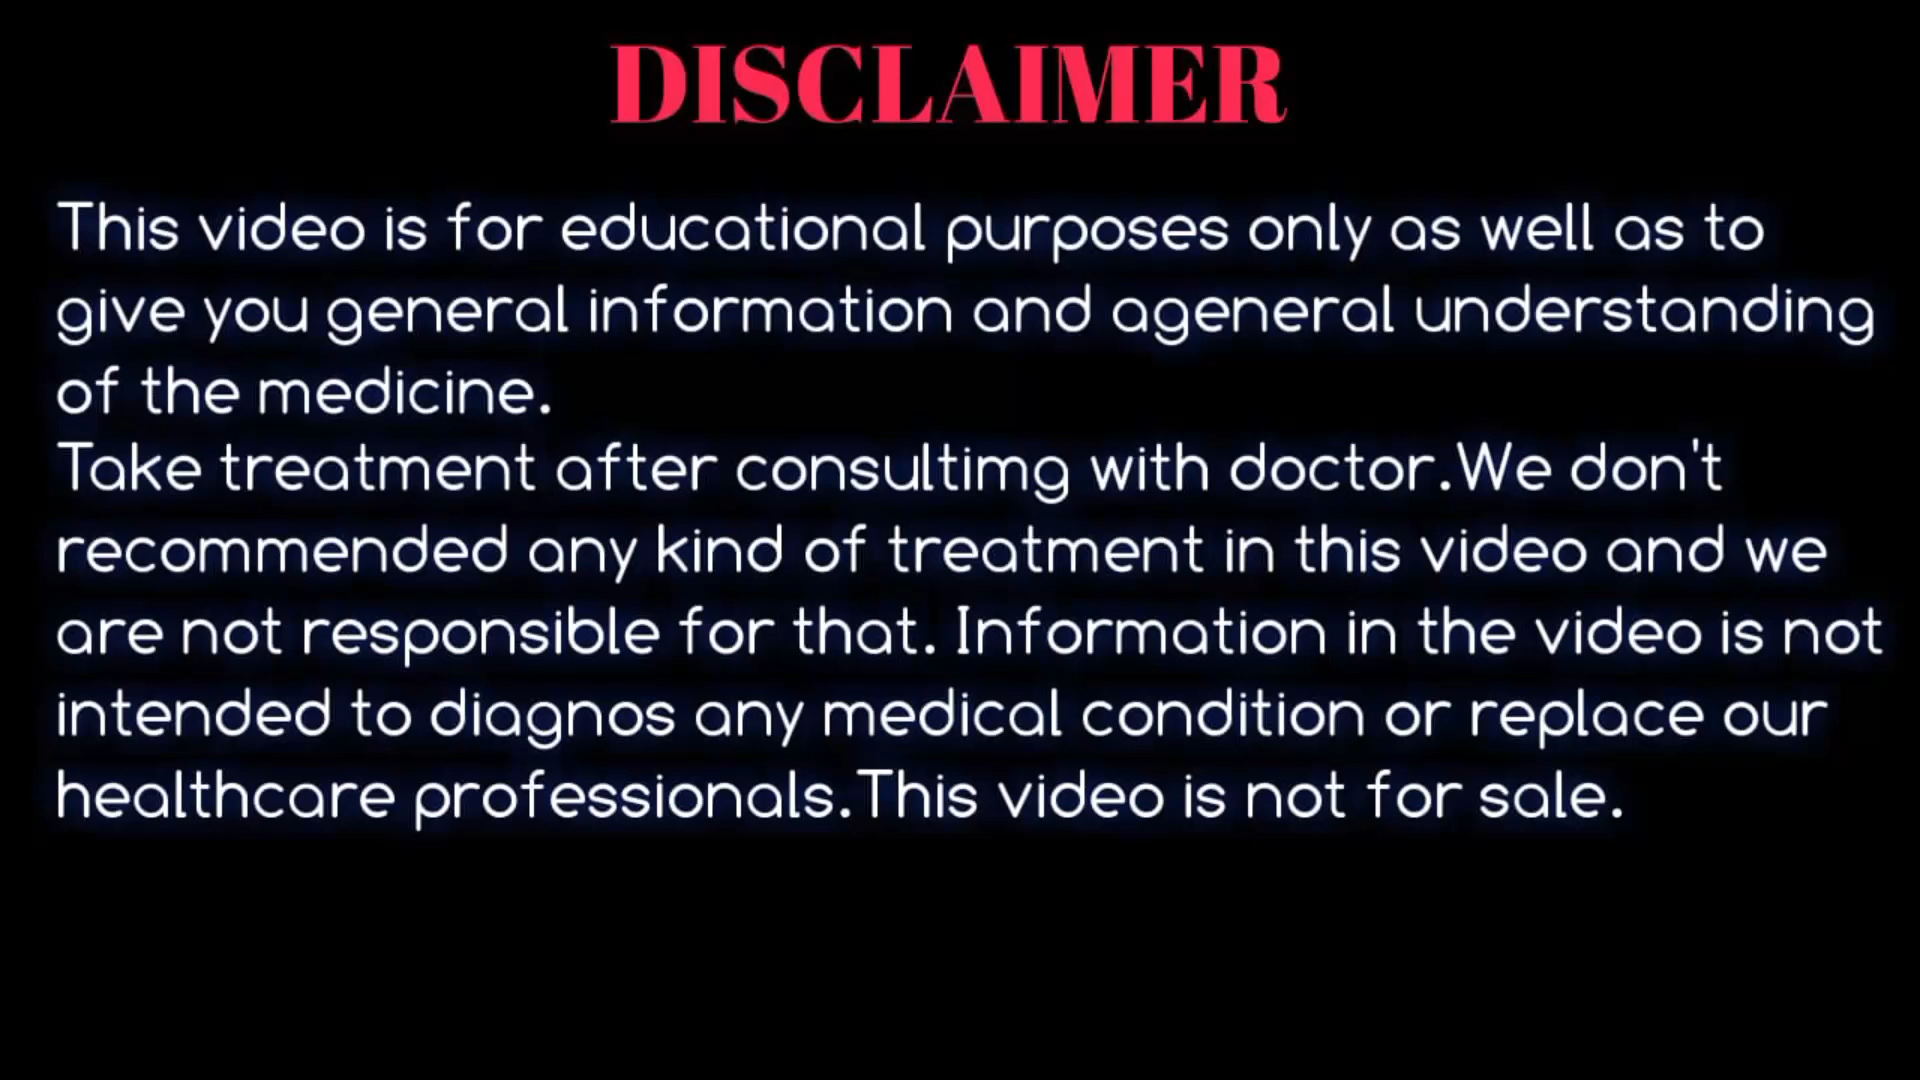 DISCLAIMER
This video is for educational purposes only as well as to
give you general information and ageneral understanding
of the medicine.
Take treatment after consultimg with doctor.We don't
recommended any kind of treatment in this video and we
are not responsible for that. Information in the video is not
intended to diagnos any medical condition or replace our
healthcare professionals.This video is not for sale.